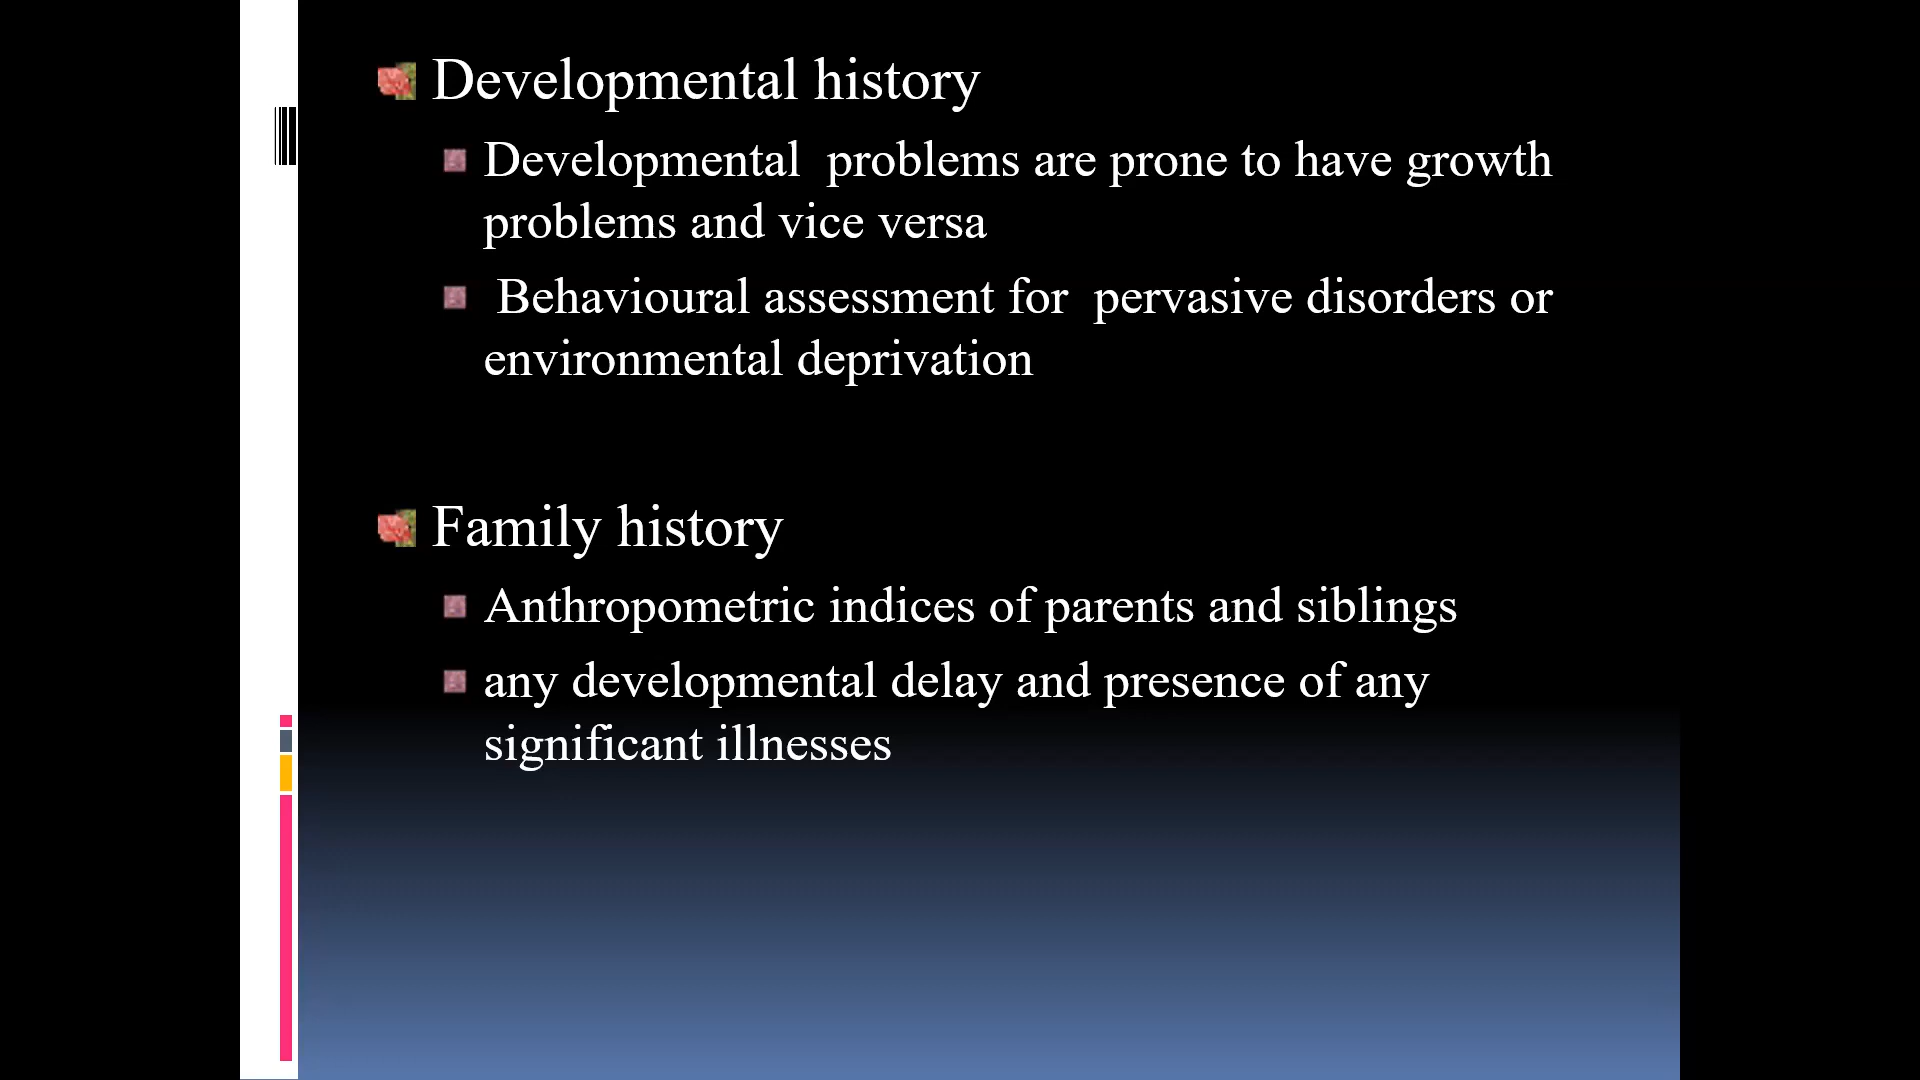 Developmental history
Developmental problems are prone to have growth
problems and vice versa
Behavioural assessment for pervasive disorders or
environmental deprivation
Family history
Anthropometric indices of parents and siblings
any developmental delay and presence of any
significant illnesses